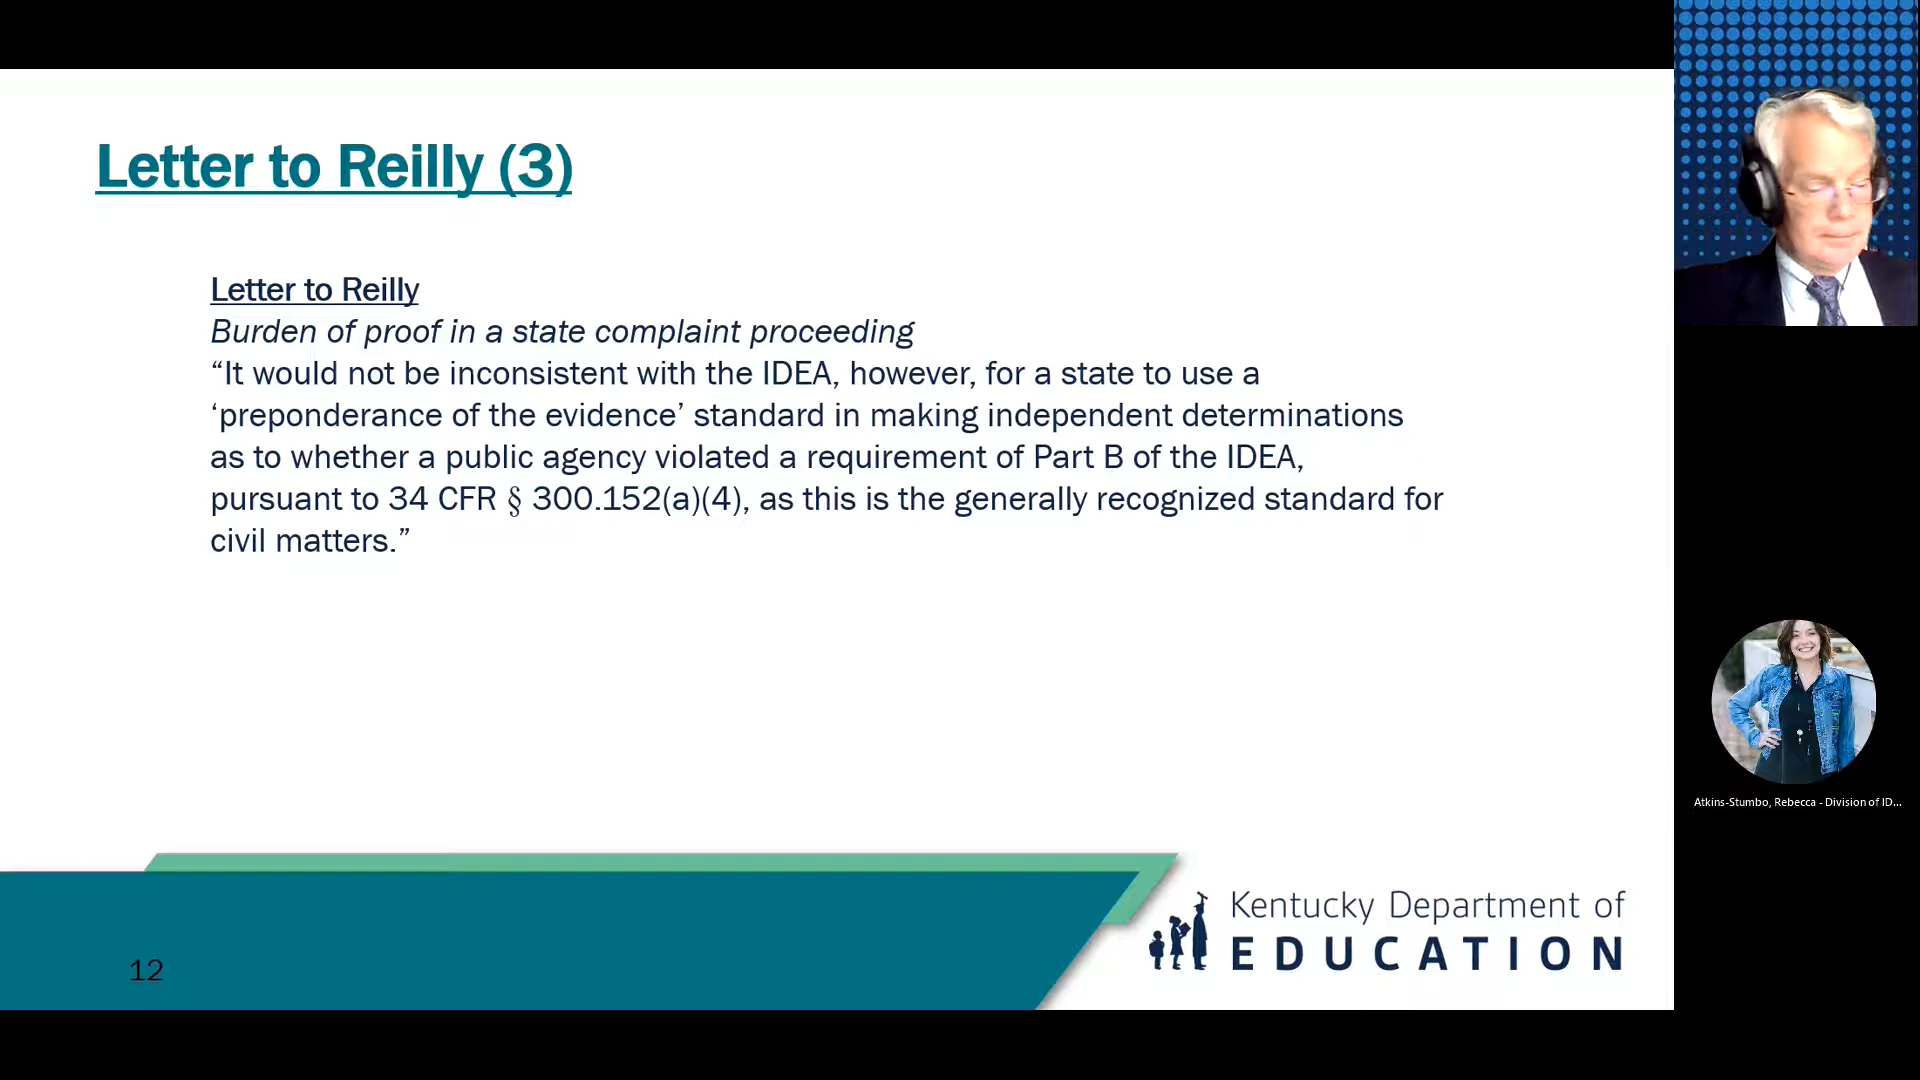 Letter to Reilly (3)
Letter to Reilly
Burden of proof in a state complaint proceeding
“It would not be inconsistent with the IDEA, however, for a state to use a
‘preponderance of the evidence’ standard in making independent determinations
as to whether a public agency violated a requirement of Part B of the IDEA,
pursuant to 34 CFR § 300.152(a)(4), as this is the generally recognized standard for
civil matters.”
12
Kentucky Department of
EDUCATION
Atkins-Stumbo, Rebecca - Division of ID...